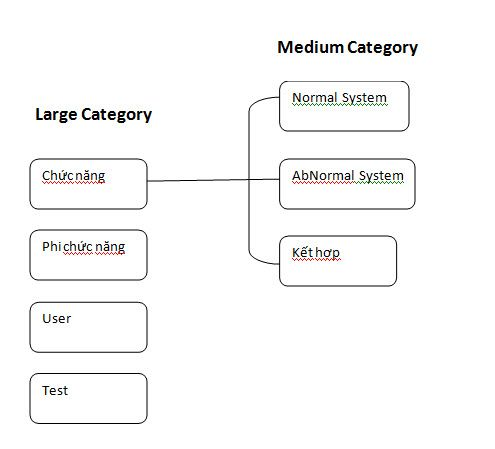 Medium Category
Normal System
Large Category
Chức năng
AbNormal System
Phi chức năng
Kết hợp
User
Test